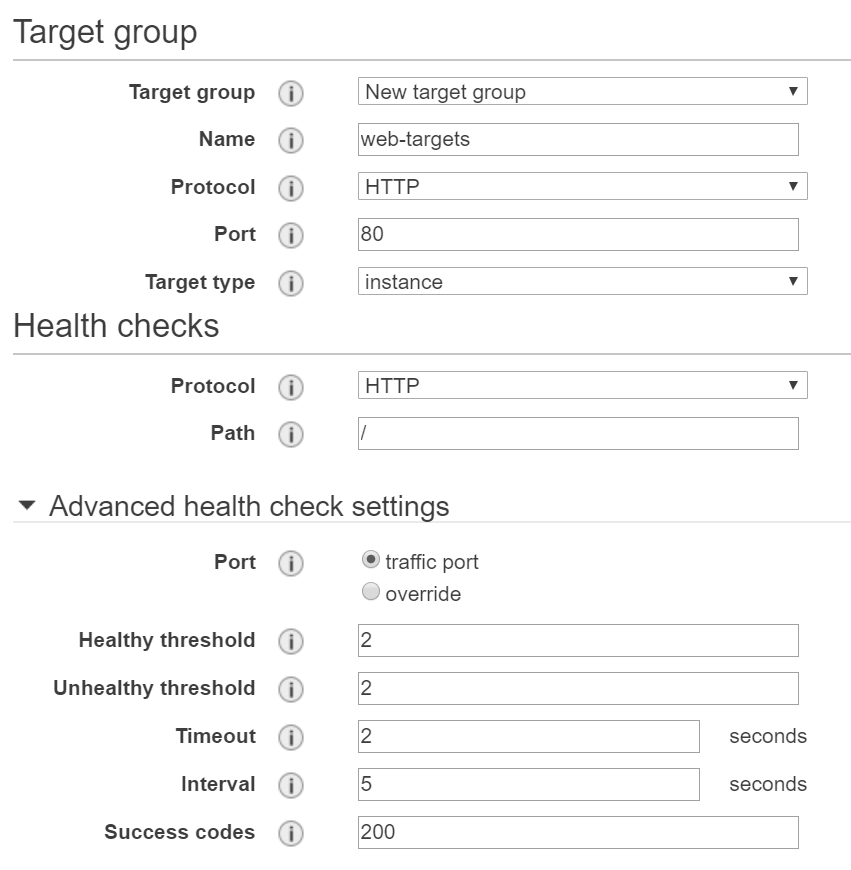 Target group
Target group i New target group
Name i web-targets
Protocol i HTTP
Port i 80
Target type i instance
Health checks
Protocol i HTTP
Path i /
Advanced health check settings
Port i traffic port
override
Healthy threshold i 2
Unhealthy threshold i 2
Timeout i 2 seconds
Interval i 5 seconds
Success codes i 200